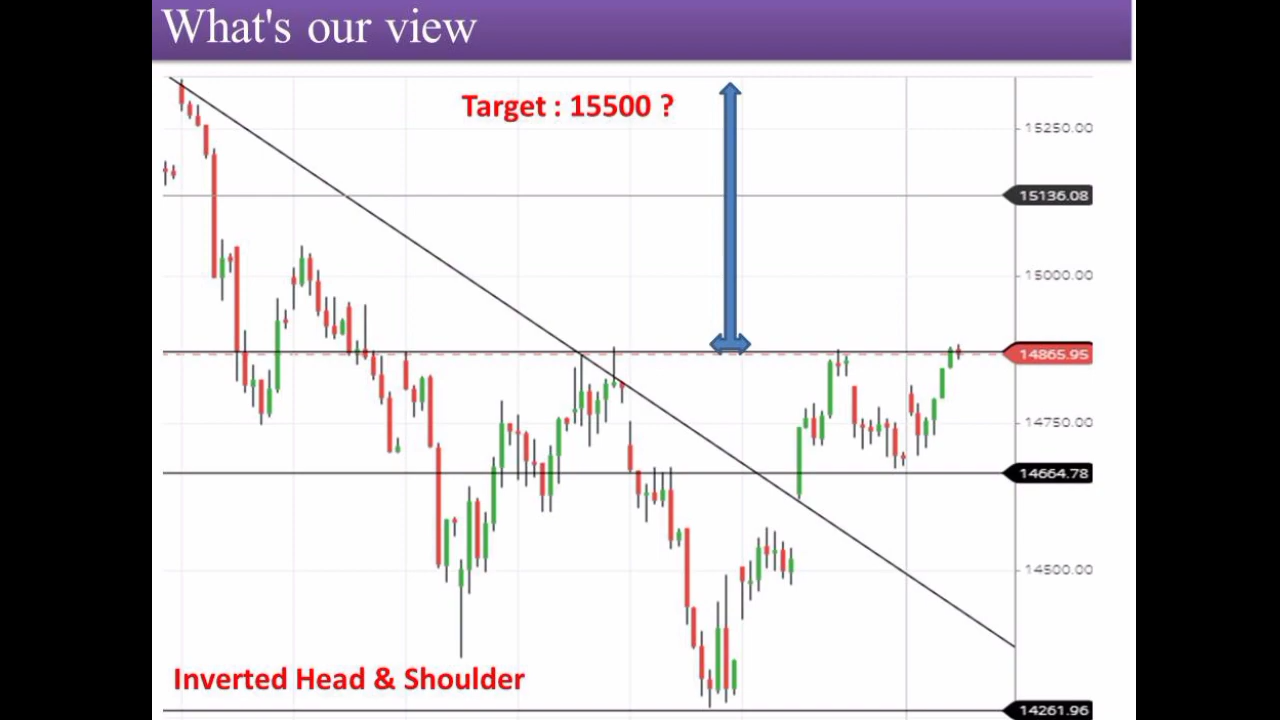 What's our view
Target : 15500 ?
15250.00
15136.08
15000.00
14865.95
14750.00
14664.78
14500.00
Inverted Head & Shoulder
14261.96